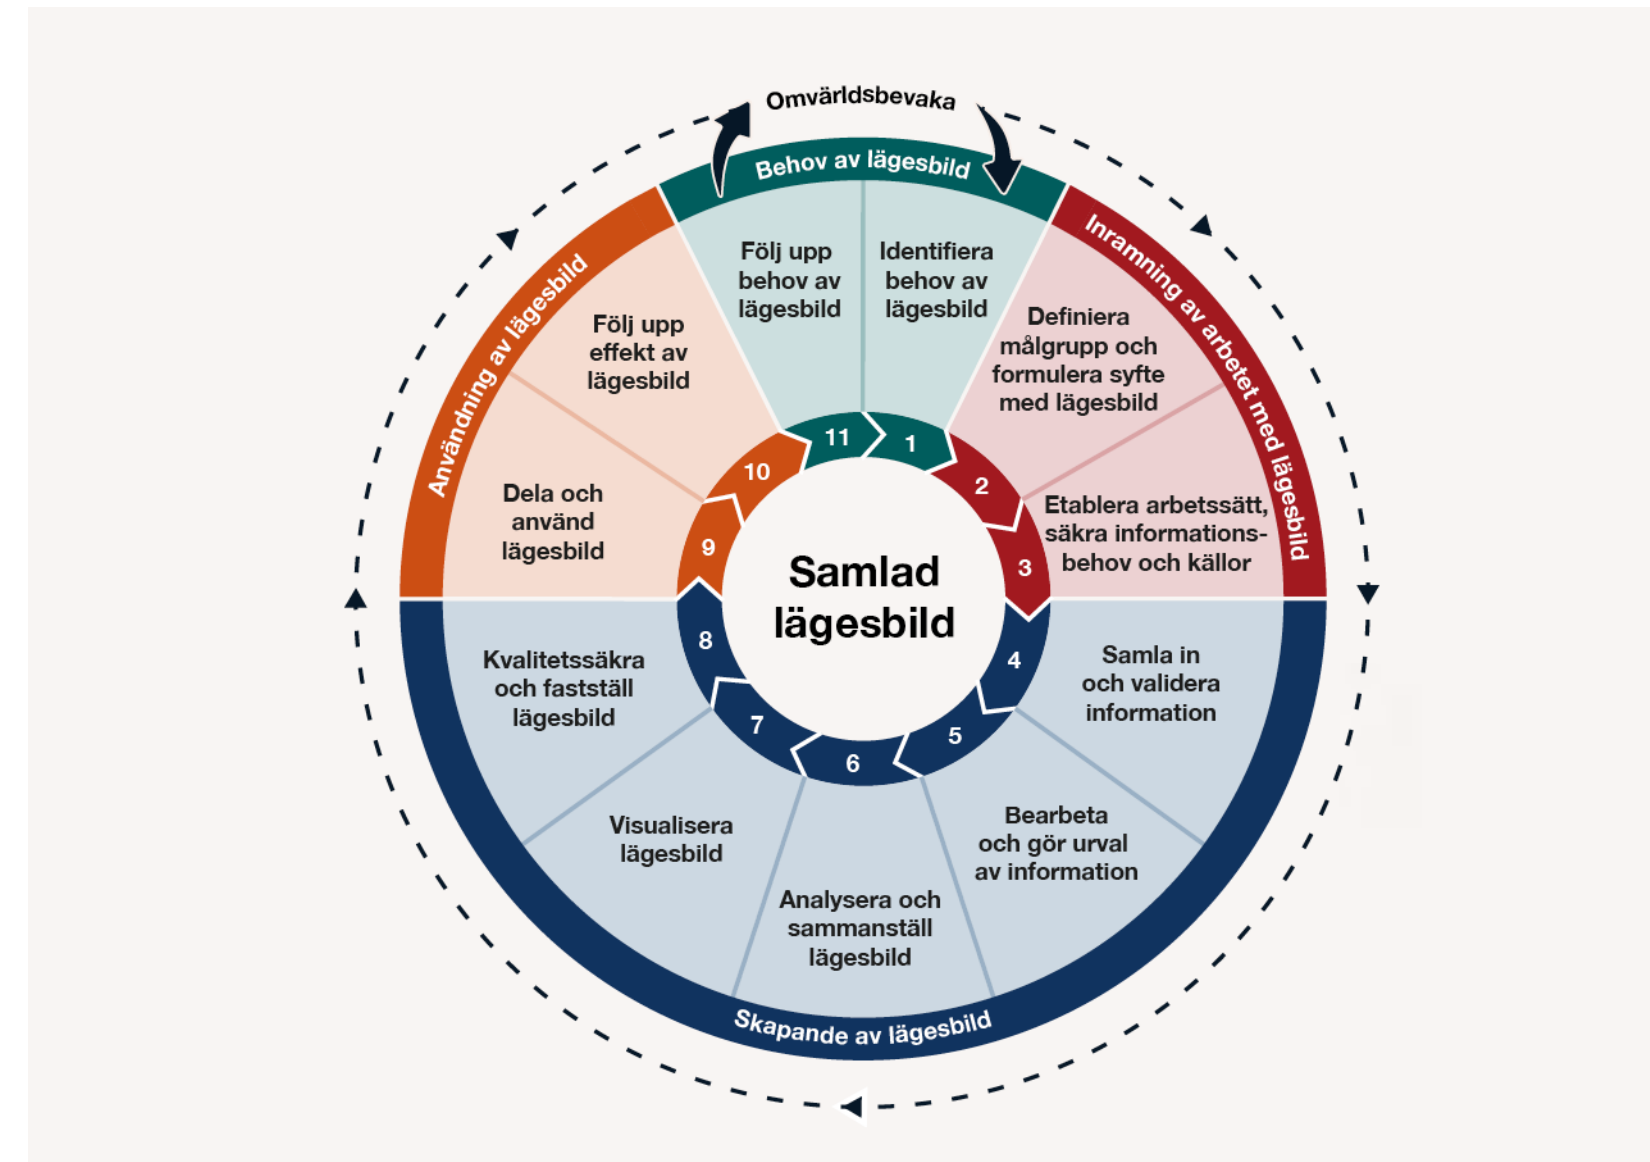 Omvärldsbevaka
Behov av lägesbild
Inramning av arbetet med lägesbild
Användning av lägesbild
Skapande av lägesbild
Samlad
lägesbild
1
Identifiera
behov av
lägesbild
2
Definiera
målgrupp och
formulera syfte
med lägesbild
3
Etablera arbetssätt,
säkra informations-
behov och källor
4
Samla in
och validera
information
5
Bearbeta
och gör urval
av information
6
Analysera och
sammanställ
lägesbild
7
Visualisera
lägesbild
8
Kvalitetssäkra
och fastställ
lägesbild
9
Dela och
använd
lägesbild
10
Följ upp
effekt av
lägesbild
11
Följ upp
behov av
lägesbild